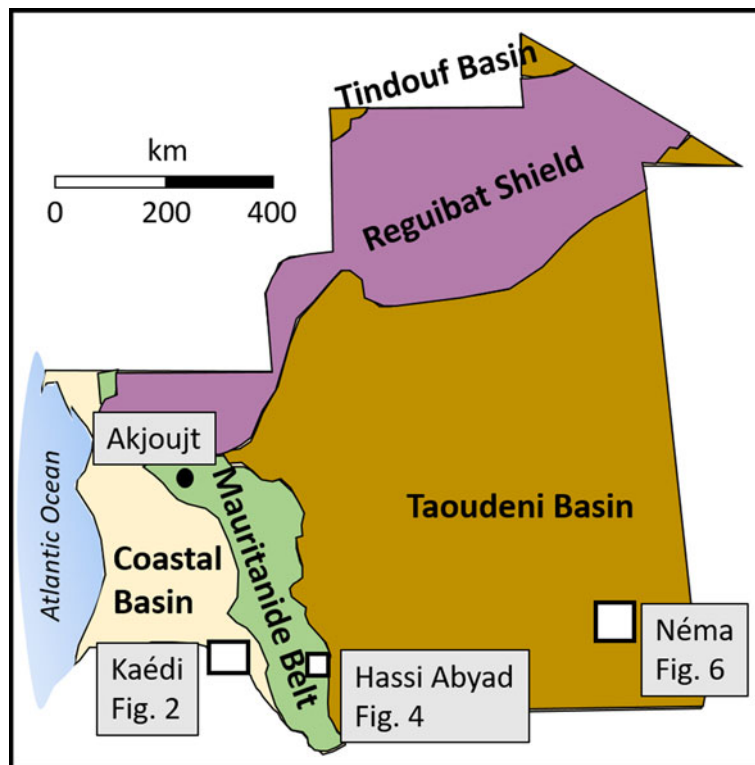 Tindouf Basin
km
0 200 400
Reguibat Shield
Akjoujt
Atlantic Ocean
Mauritanide Belt
Taoudeni Basin
Coastal
Basin
Kaédi
Fig. 2
Hassi Abyad
Fig. 4
Néma
Fig. 6